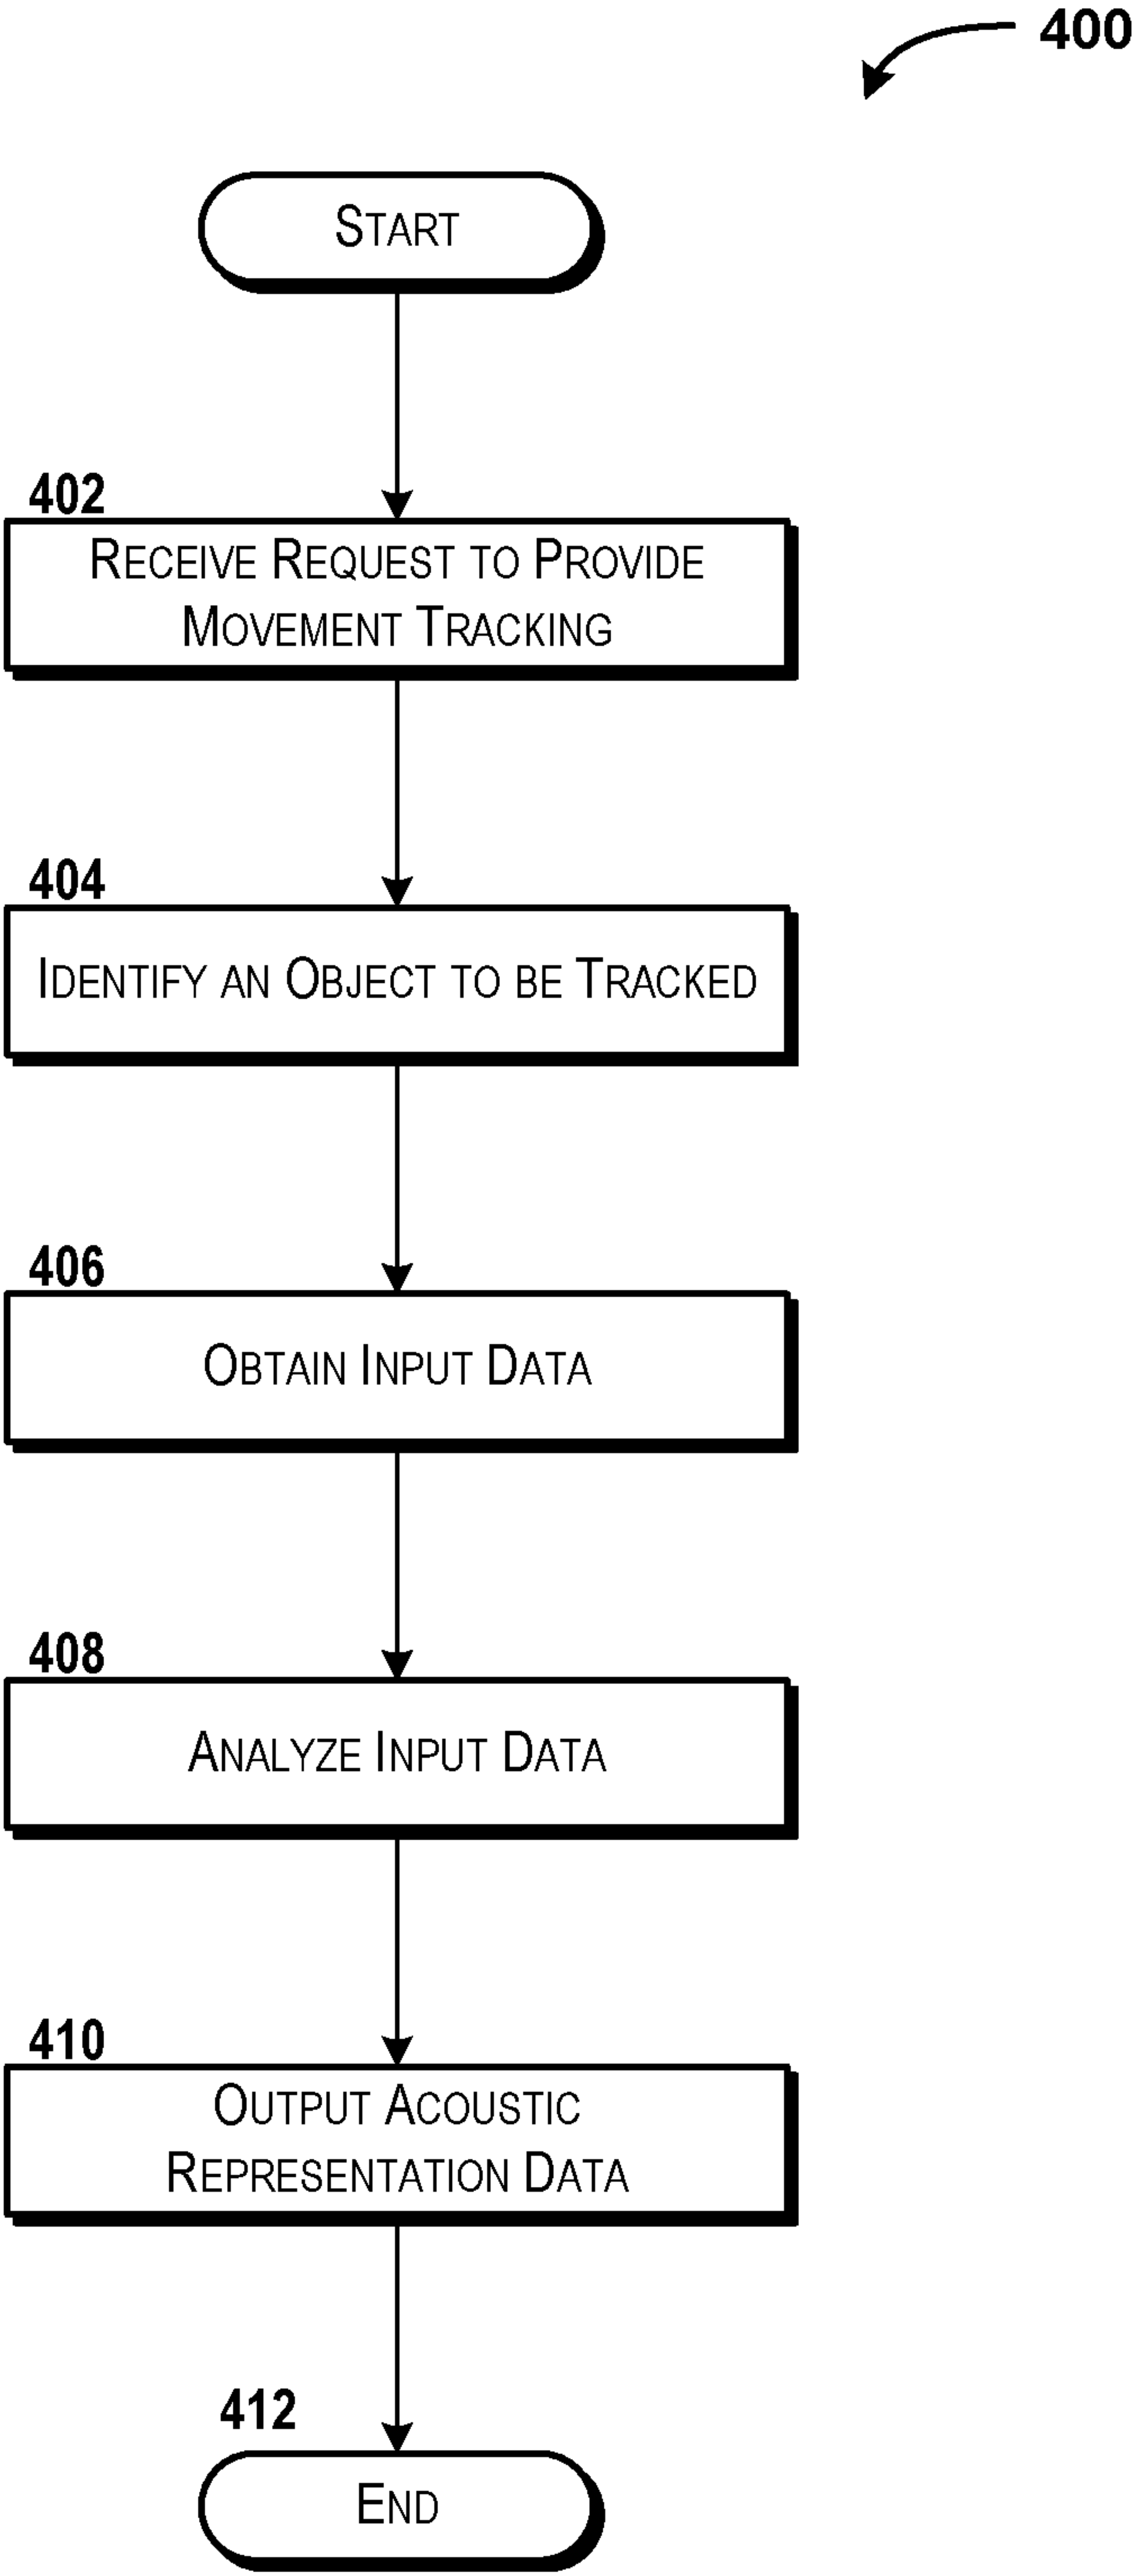 400
START
402
RECEIVE REQUEST TO PROVIDE
MOVEMENT TRACKING
404
IDENTIFY AN OBJECT TO BE TRACKED
406
OBTAIN INPUT DATA
408
ANALYZE INPUT DATA
410
OUTPUT ACOUSTIC
REPRESENTATION DATA
412
END